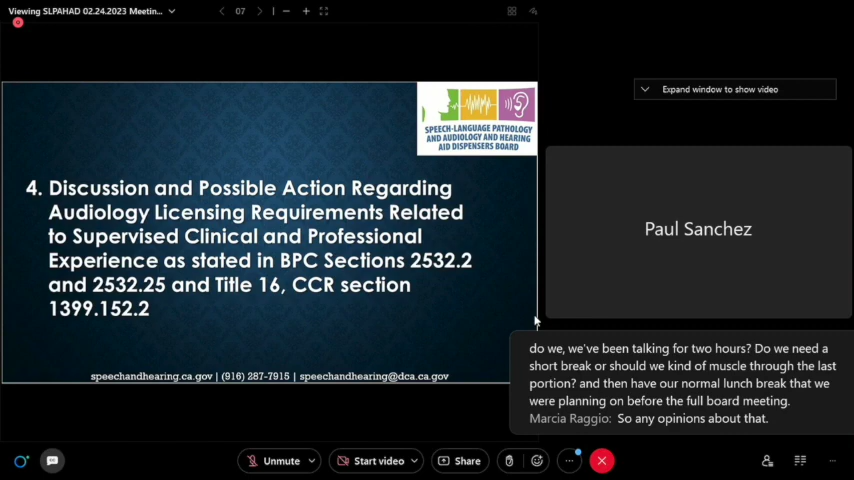 Viewing SLPAHAD 02.24.2023 Meetin...
07
SPEECH-LANGUAGE PATHOLOGY
AND AUDIOLOGY AND HEARING
AID DISPENSERS BOARD
4. Discussion and Possible Action Regarding
Audiology Licensing Requirements Related
to Supervised Clinical and Professional
Experience as stated in BPC Sections 2532.2
and 2532.25 and Title 16, CCR section
1399.152.2
speechandhearing.ca.gov | (916) 287-7915 | speechandhearing@dca.ca.gov
Expand window to show video
Paul Sanchez
do we, we've been talking for two hours? Do we need a
short break or should we kind of muscle through the last
portion? and then have our normal lunch break that we
were planning on before the full board meeting.
Marcia Raggio: So any opinions about that.
Unmute
Start video
Share